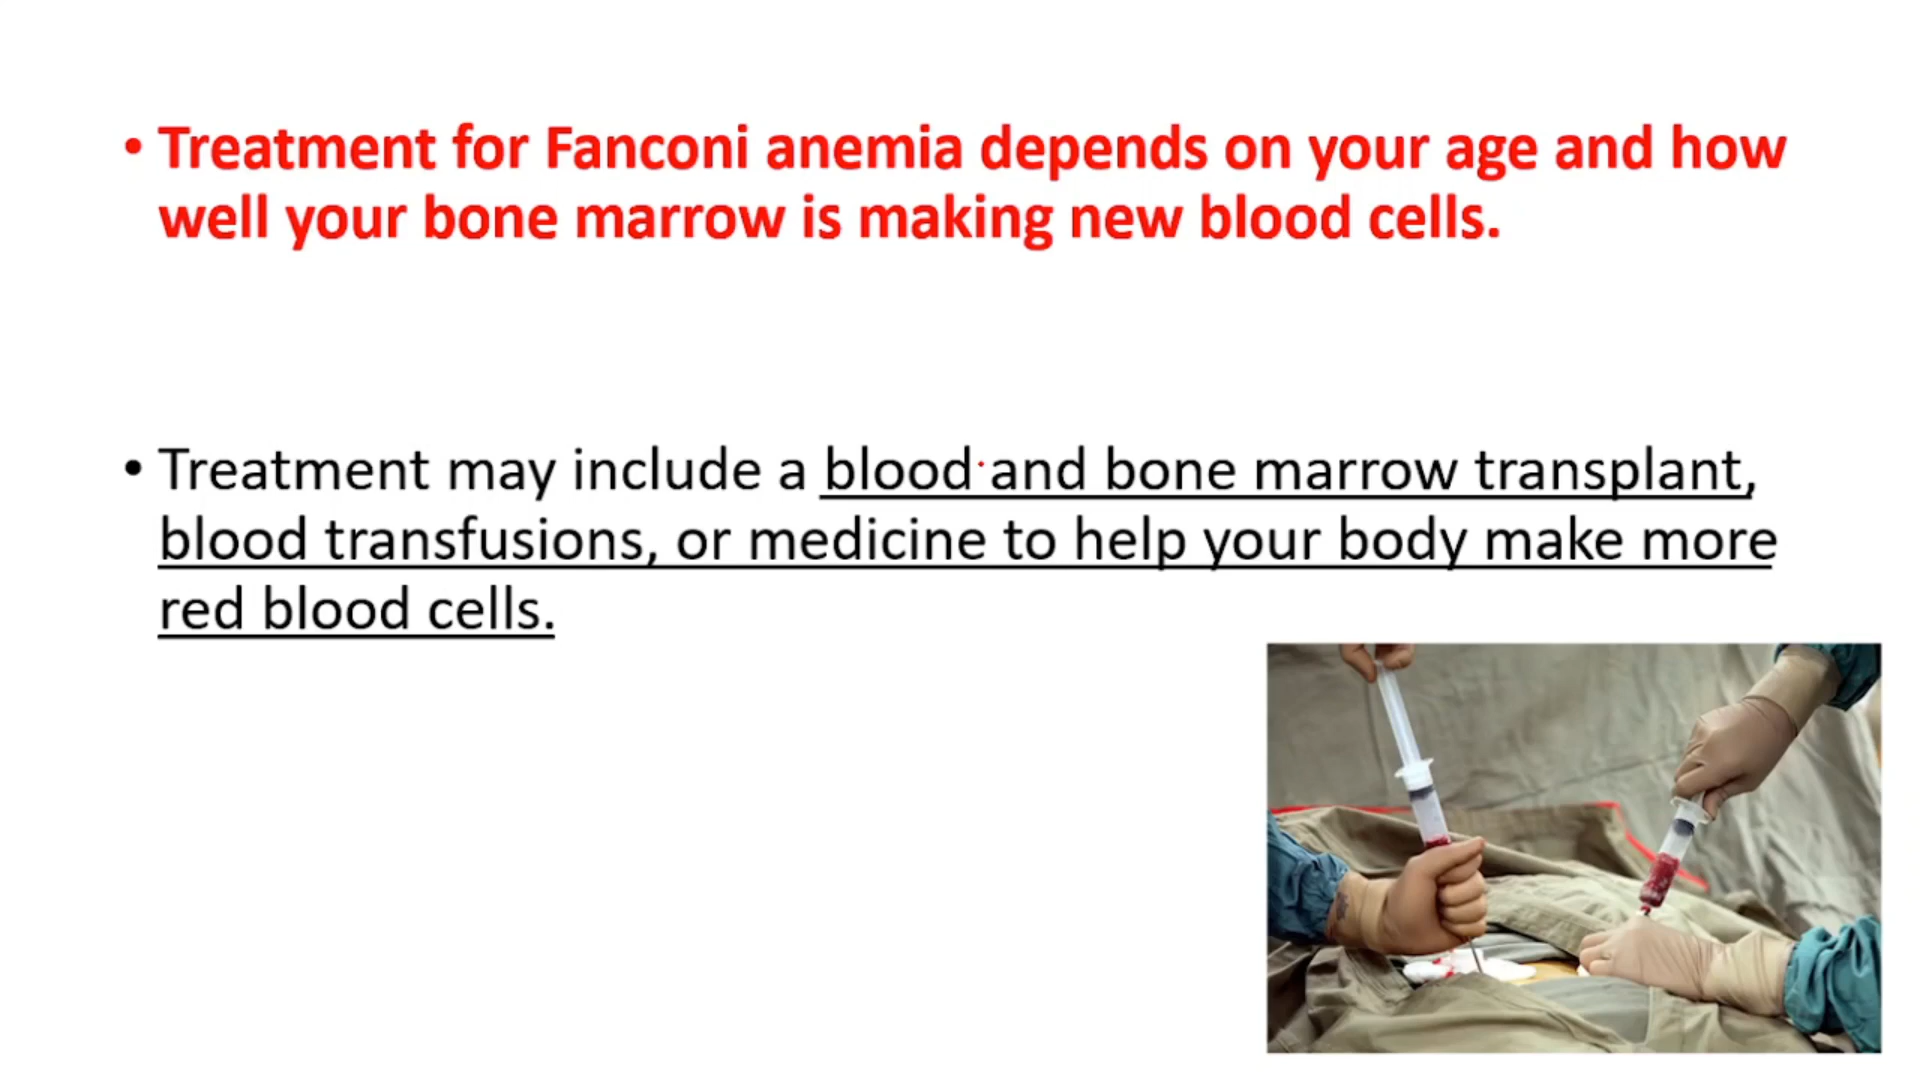 • Treatment for Fanconi anemia depends on your age and how
well your bone marrow is making new blood cells.
• Treatment may include a blood and bone marrow transplant,
blood transfusions, or medicine to help your body make more
red blood cells.